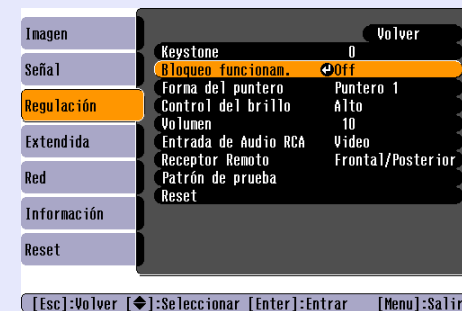 Imagen
Señal
Regulación
Extendida
Red
Información
Reset
Volver
Keystone 0
Bloqueo funcionam. Off
Forma del puntero Puntero 1
Control del brillo Alto
Volumen 10
Entrada de Audio RCA Video
Receptor Remoto Frontal/Posterior
Patrón de prueba
Reset
[Esc]:Volver [◆]:Seleccionar [Enter]:Entrar [Menu]:Salir